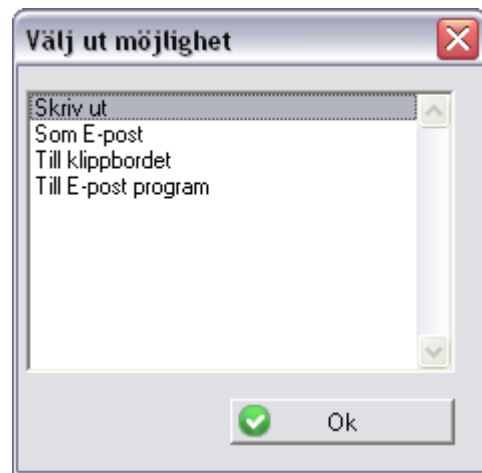 Välj ut möjlighet
Skriv ut
Som E-post
Till klippbordet
Till E-post program
Ok